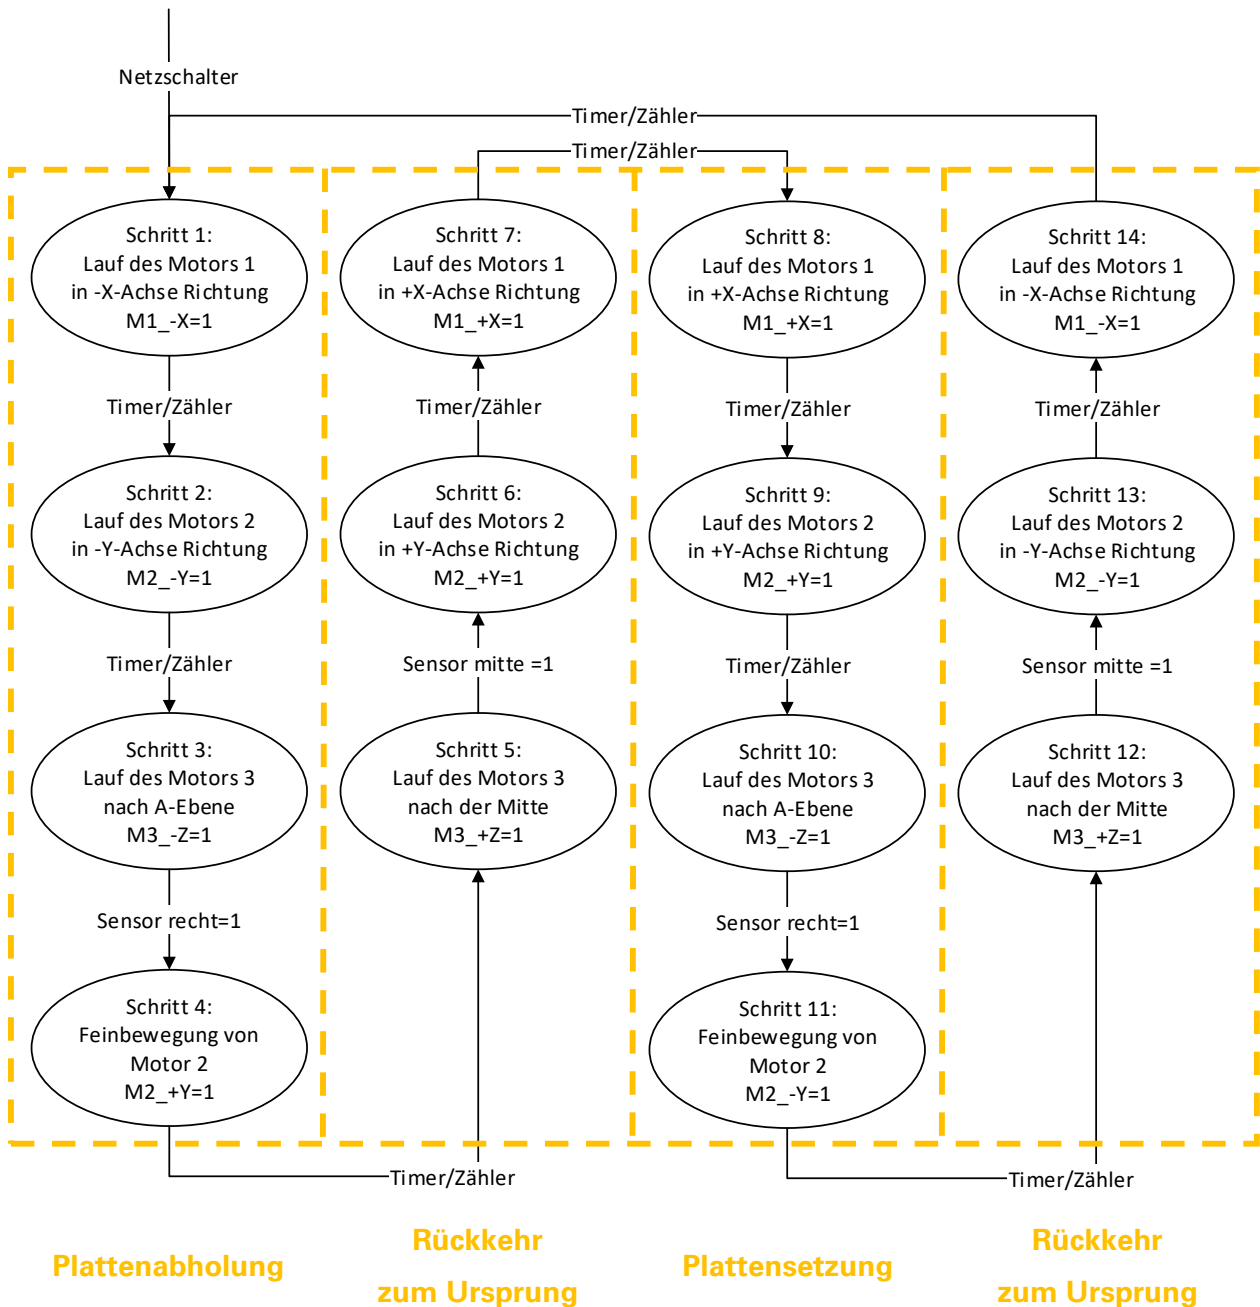 Netzschalter
Timer/Zähler
Timer/Zähler
Schritt 1:
Lauf des Motors 1
in -X-Achse Richtung
M1_-X=1
Timer/Zähler
Schritt 2:
Lauf des Motors 2
in -Y-Achse Richtung
M2_-Y=1
Timer/Zähler
Schritt 3:
Lauf des Motors 3
nach A-Ebene
M3_-Z=1
Sensor recht=1
Schritt 4:
Feinbewegung von
Motor 2
M2_+Y=1
Timer/Zähler
Schritt 7:
Lauf des Motors 1
in +X-Achse Richtung
M1_+X=1
Timer/Zähler
Schritt 6:
Lauf des Motors 2
in +Y-Achse Richtung
M2_+Y=1
Sensor mitte =1
Schritt 5:
Lauf des Motors 3
nach der Mitte
M3_+Z=1
Schritt 8:
Lauf des Motors 1
in +X-Achse Richtung
M1_+X=1
Timer/Zähler
Schritt 9:
Lauf des Motors 2
in +Y-Achse Richtung
M2_+Y=1
Timer/Zähler
Schritt 10:
Lauf des Motors 3
nach A-Ebene
M3_-Z=1
Sensor recht=1
Schritt 11:
Feinbewegung von
Motor 2
M2_-Y=1
Timer/Zähler
Schritt 14:
Lauf des Motors 1
in -X-Achse Richtung
M1_-X=1
Timer/Zähler
Schritt 13:
Lauf des Motors 2
in -Y-Achse Richtung
M2_-Y=1
Sensor mitte =1
Schritt 12:
Lauf des Motors 3
nach der Mitte
M3_+Z=1
Plattenabholung
Rückkehr
zum Ursprung
Plattensetzung
Rückkehr
zum Ursprung